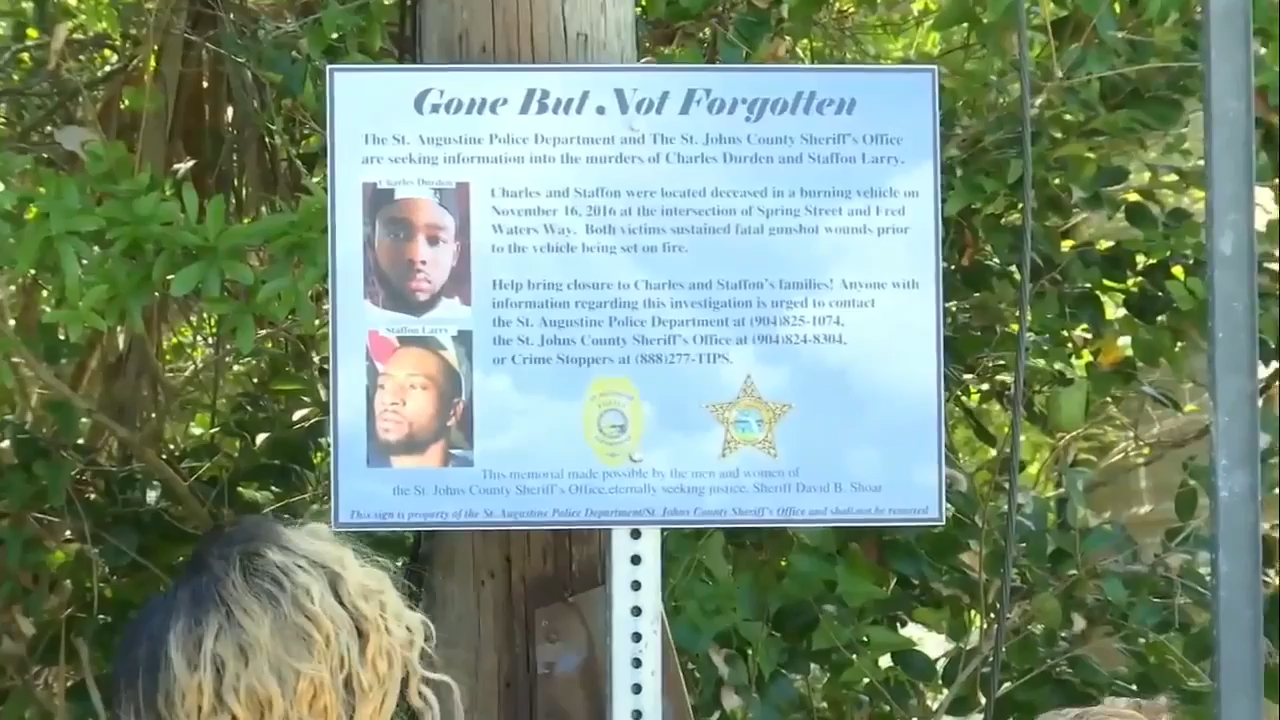 Gone But Not Forgotten
The St. Augustine Police Department and The St. Johns County Sheriff's Office
are seeking information into the murders of Charles Durden and Staffon Larry.
Charles Durden
Charles and Staffon were located deceased in a burning vehicle on
November 16, 2016 at the intersection of Spring Street and Fred
Waters Way. Both victims sustained fatal gunshot wounds prior
to the vehicle being set on fire.
Help bring closure to Charles and Staffon's families! Anyone with
information regarding this investigation is urged to contact
the St. Augustine Police Department at (904)825-1074,
the St. Johns County Sheriff's Office at (904)824-8304,
or Crime Stoppers at (888)277-TIPS.
Staffon Larry
This memorial made possible by the men and women of
the St. Johns County Sheriff's Office,eternally seeking justice. Sheriff David B. Shoar
This sign is property of the St. Augustine Police Department/St. Johns County Sheriff's Office and shall not be removed